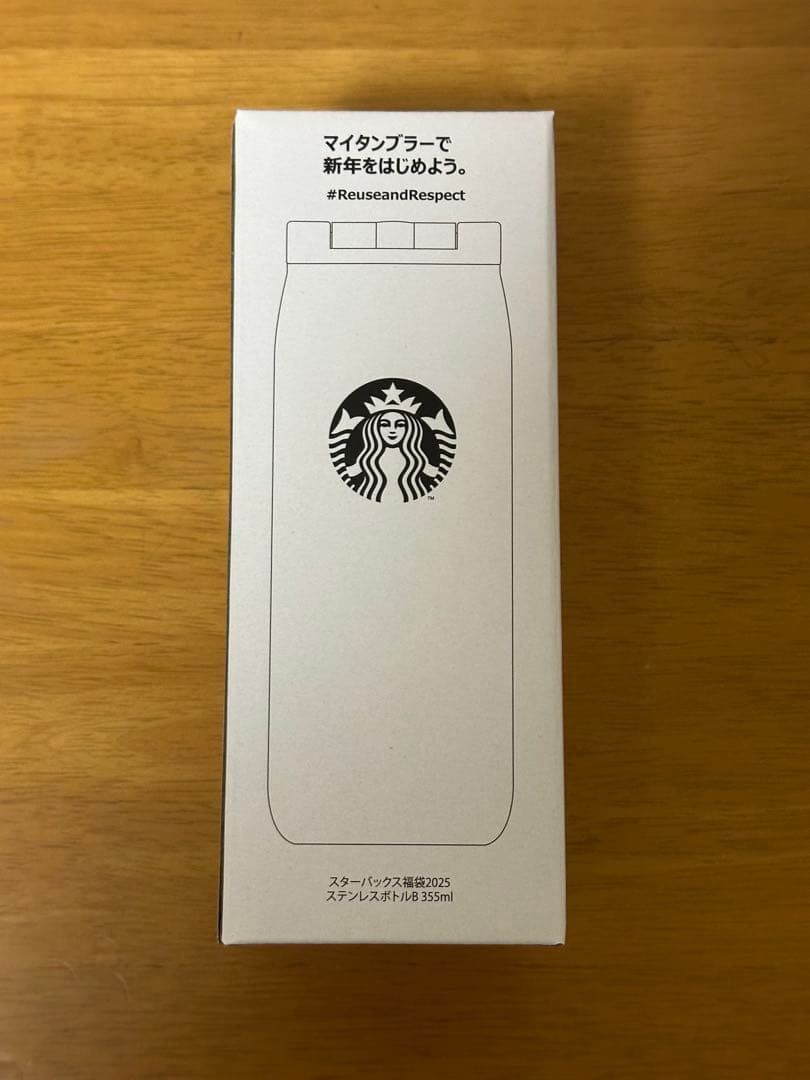 マイタンブラーで
新年をはじめよう。
#ReuseandRespect
TM
スターバックス福袋2025
ステンレスボトルB 355ml